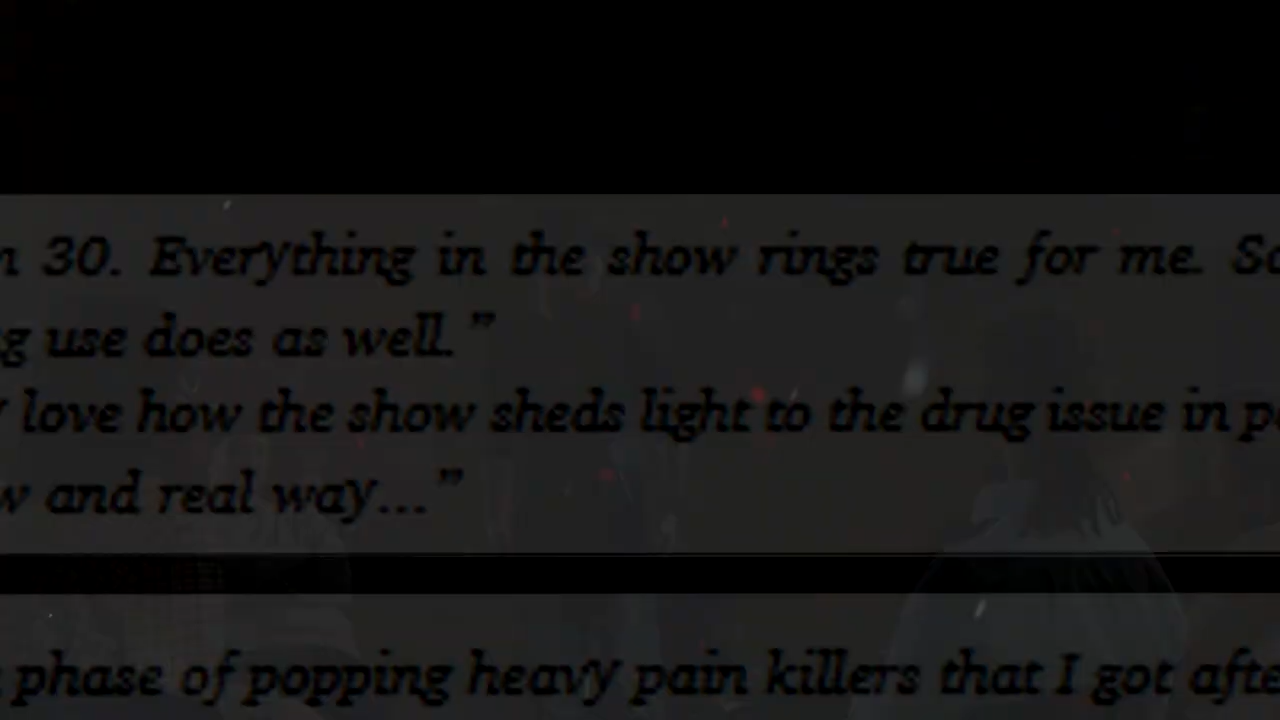 30. Everything in the show rings true for me.
use does as well.”
love how the show sheds light to the drug issue in
and real way...”
phase of popping heavy pain killers that I got